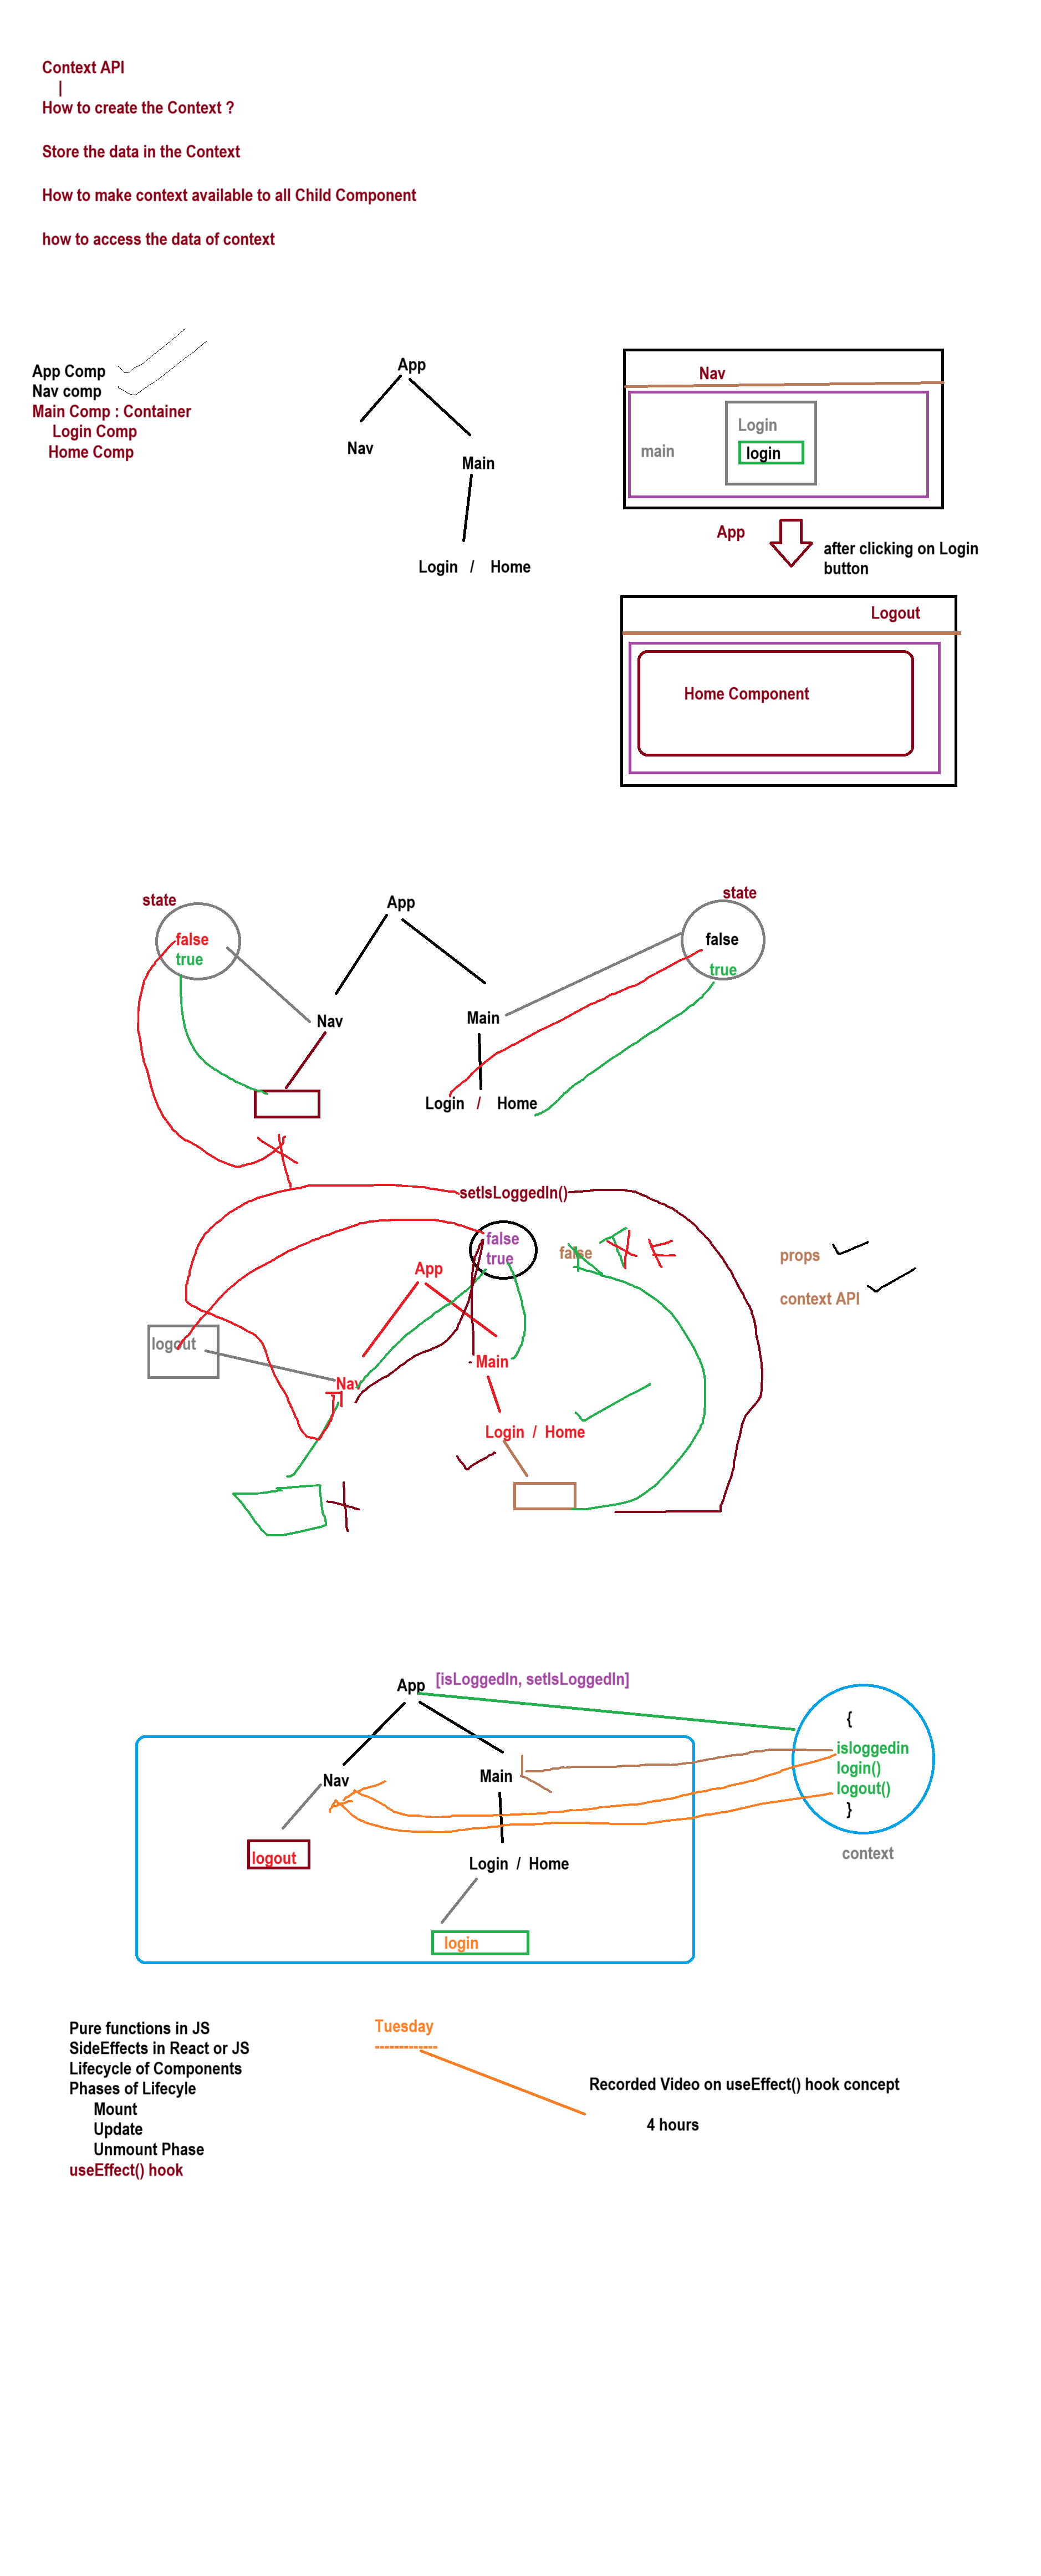 Context API
|
How to create the Context ?
Store the data in the Context
How to make context available to all Child Component
how to access the data of context
App Comp
Nav comp
Main Comp : Container
Login Comp
Home Comp
App
Nav
Main
Login / Home
Nav
main
Login
login
App
after clicking on Login
button
Logout
Home Component
state
false
true
App
state
false
true
Nav
Main
Login / Home
setIsLoggedIn()
false
true
false
props
context API
App
logout
Main
Nav
Login / Home
App
[isLoggedIn, setIsLoggedIn]
{
isloggedin
login()
logout()
}
context
Nav
Main
logout
Login / Home
login
Pure functions in JS
SideEffects in React or JS
Lifecycle of Components
Phases of Lifecyle
Mount
Update
Unmount Phase
useEffect() hook
Tuesday
-------------
Recorded Video on useEffect() hook concept
4 hours